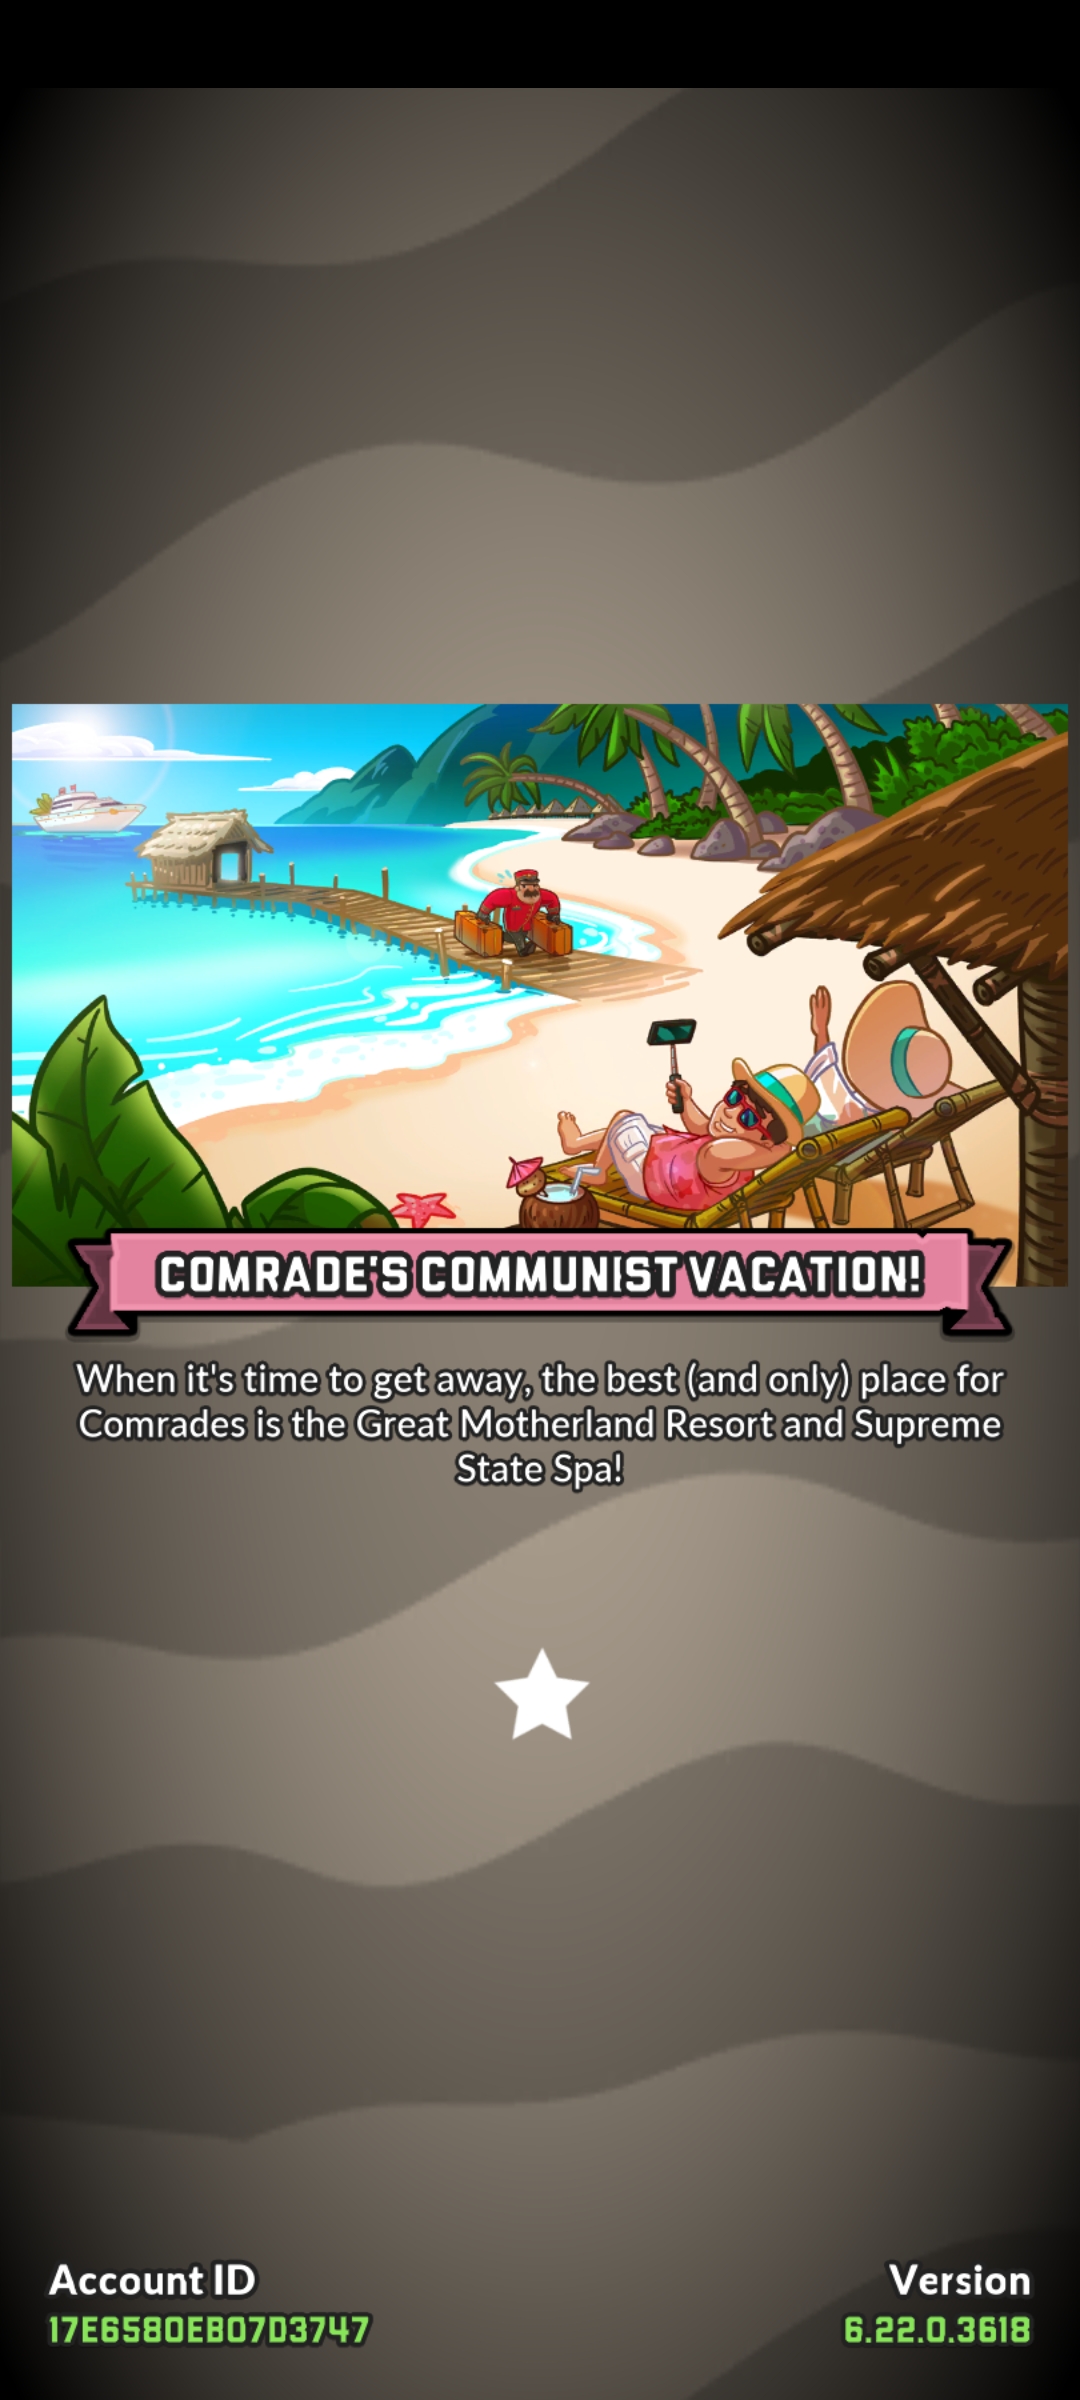 COMRADE'S COMMUNIST VACATION!
When it's time to get away, the best (and only) place for
Comrades is the Great Motherland Resort and Supreme
State Spa!
Account ID
17E6580EB07D3747
Version
6.22.0.3618